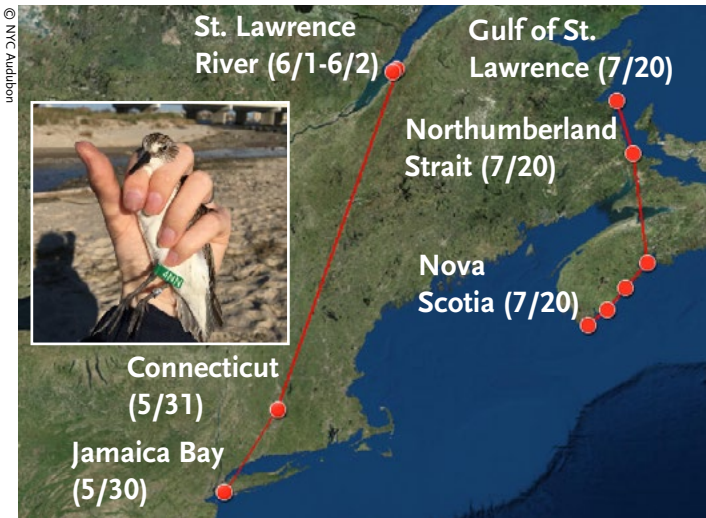 © NYC Audubon
St. Lawrence
River (6/1-6/2)
Gulf of St.
Lawrence (7/20)
Northumberland
Strait (7/20)
Nova
Scotia (7/20)
Connecticut
(5/31)
Jamaica Bay
(5/30)